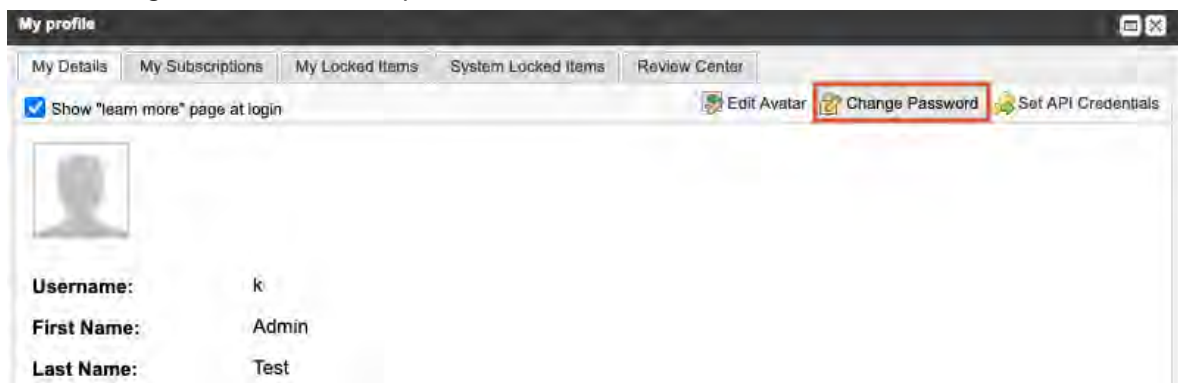 My profile
My Details My Subscriptions My Locked Items System Locked Items Review Center
Show "learn more" page at login Edit Avatar Change Password Set API Credentials
Username: k
First Name: Admin
Last Name: Test